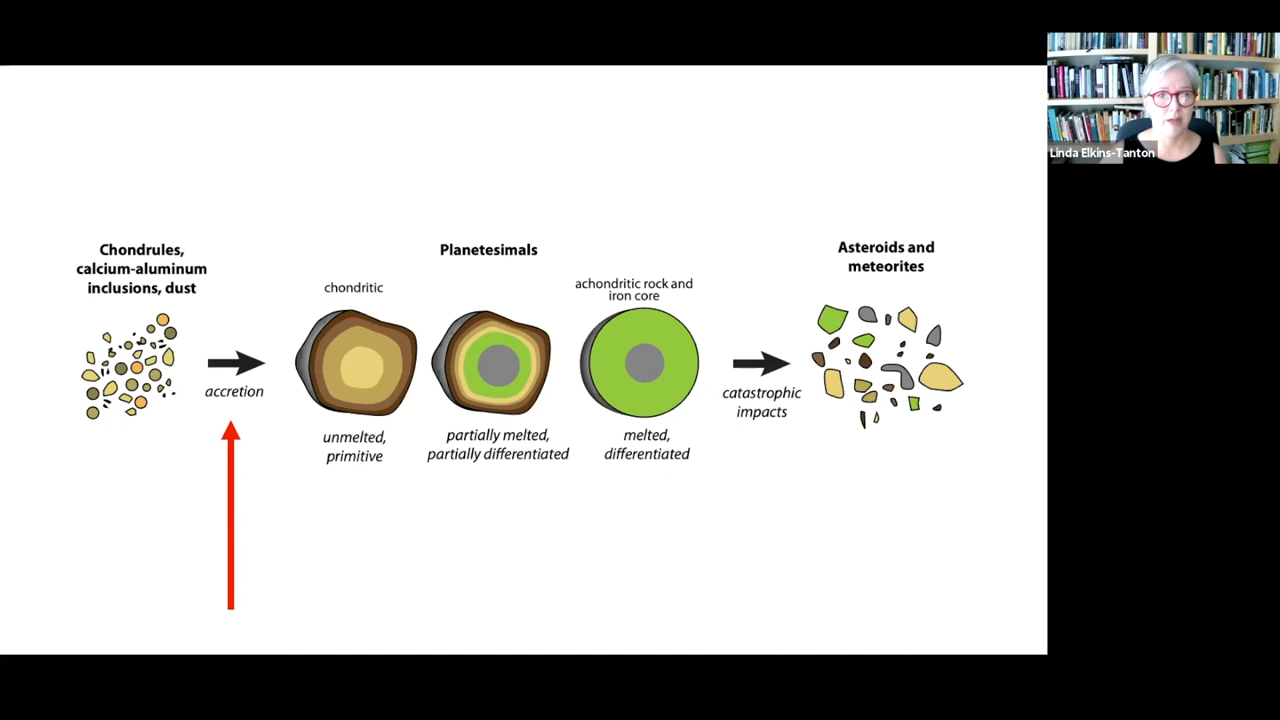 Linda Elkins-Tanton
Chondrules,
calcium-aluminum
inclusions, dust
accretion
Planetesimals
chondritic
unmelted,
primitive
partially melted,
partially differentiated
achondritic rock and
iron core
melted,
differentiated
catastrophic
impacts
Asteroids and
meteorites